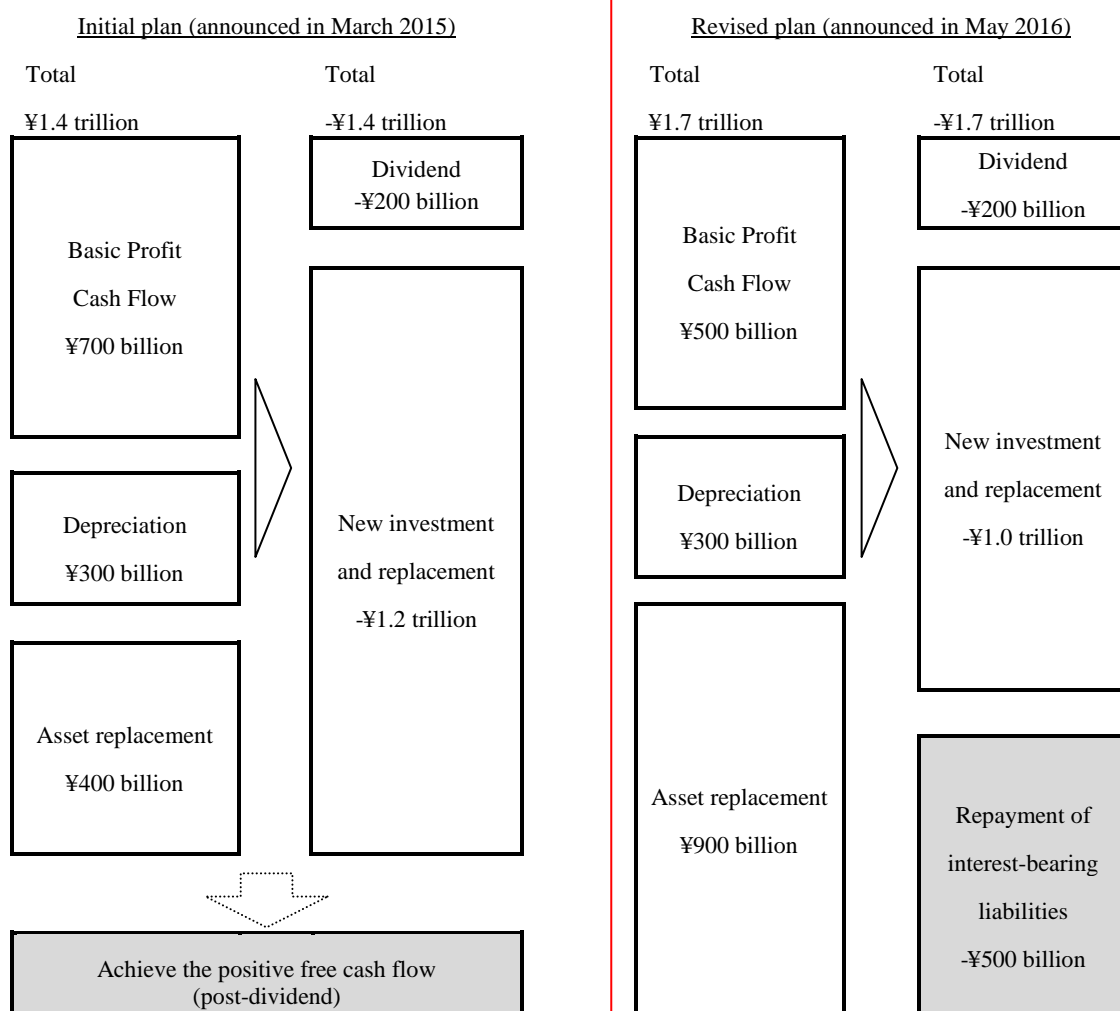 Initial plan (announced in March 2015)
Total
¥1.4 trillion
Basic Profit
Cash Flow
¥700 billion
Depreciation
¥300 billion
Asset replacement
¥400 billion
Total
-¥1.4 trillion
Dividend
-¥200 billion
New investment
and replacement
-¥1.2 trillion
Achieve the positive free cash flow
(post-dividend)
Revised plan (announced in May 2016)
Total
¥1.7 trillion
Basic Profit
Cash Flow
¥500 billion
Depreciation
¥300 billion
Asset replacement
¥900 billion
Total
-¥1.7 trillion
Dividend
-¥200 billion
New investment
and replacement
-¥1.0 trillion
Repayment of
interest-bearing
liabilities
-¥500 billion